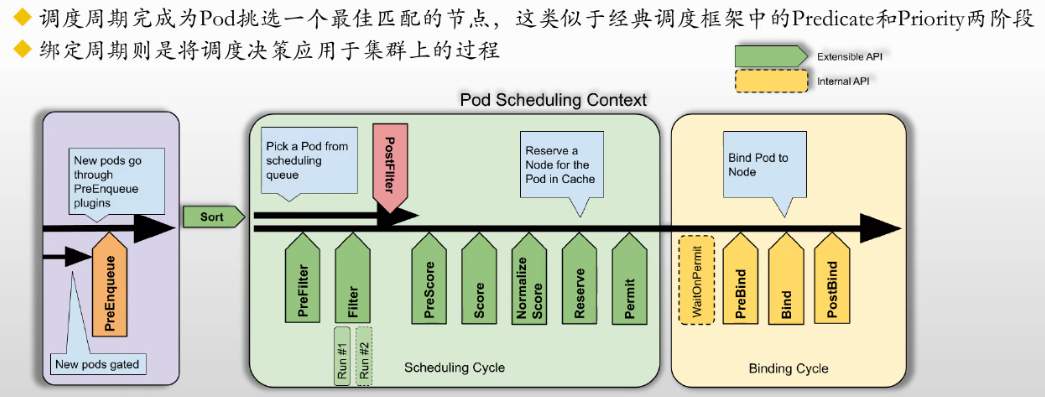 调度周期完成为Pod挑选一个最佳匹配的节点，这类似于经典调度框架中的Predicate和Priority两阶段
绑定周期则是将调度决策应用于集群上的过程
Extensible API
Internal API
Pod Scheduling Context
New pods go
through
PreEnqueue
plugins
PreEnqueue
New pods gated
Sort
Pick a Pod from
scheduling
queue
PostFilter
Reserve a
Node for the
Pod in Cache
PreFilter
Filter
Run #1
Run #2
PreScore
Score
Normalize
Score
Reserve
Permit
Scheduling Cycle
Bind Pod to
Node
WaitOnPermit
PreBind
Bind
PostBind
Binding Cycle